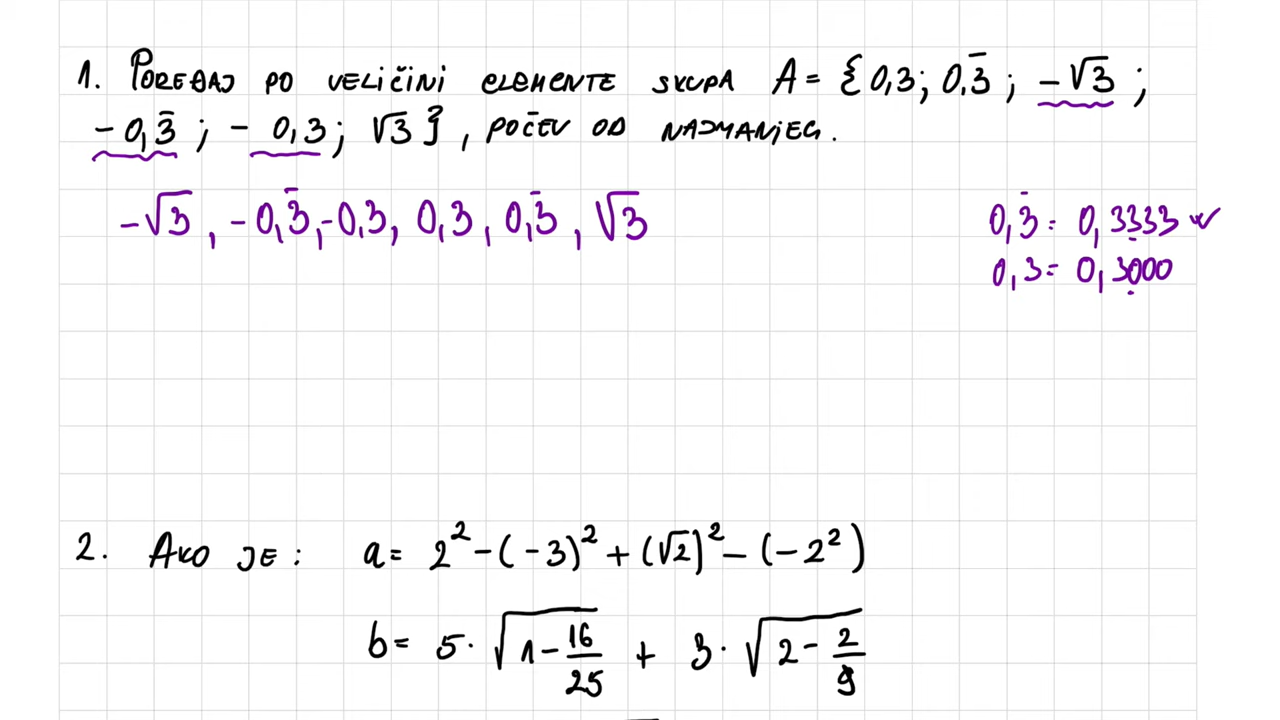 1. POREĐAJ PO VELIČINI ELEMENTE SKUPA A = {0,3; 0,3̄; -√3;
-0,3̄; -0,3; √3}, POČEV OD NAJMANJEG.
-√3, -0,3̄, -0,3, 0,3, 0,3̄, √3
0,3̄ = 0,3333
0,3 = 0,3000
2. AKO JE: a = 2² - (-3)² + (√2)² - (-2²)
b = 5 · √(1 - 16/25) + 3 · √(2 - 2/9)